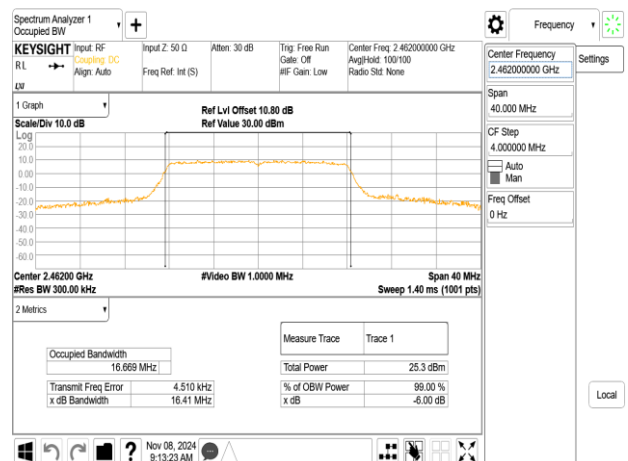 Spectrum Analyzer 1
Occupied BW
Frequency
KEYSIGHT
RL
LXI
Input: RF
Coupling: DC
Align: Auto
Input Z: 50 Ω
Freq Ref: Int (S)
Atten: 30 dB
Trig: Free Run
Gate: Off
#IF Gain: Low
Center Freq: 2.462000000 GHz
Avg|Hold: 100/100
Radio Std: None
Center Frequency
2.462000000 GHz
Settings
Span
40.000 MHz
CF Step
4.000000 MHz
Auto
Man
Freq Offset
0 Hz
Local
1 Graph
Scale/Div 10.0 dB
Ref Lvl Offset 10.80 dB
Ref Value 30.00 dBm
Log
20.0
10.0
0.00
-10.0
-20.0
-30.0
-40.0
-50.0
-60.0
Center 2.46200 GHz
#Res BW 300.00 kHz
#Video BW 1.0000 MHz
Span 40 MHz
Sweep 1.40 ms (1001 pts)
2 Metrics
Occupied Bandwidth
16.669 MHz
Transmit Freq Error 4.510 kHz
x dB Bandwidth 16.41 MHz
Measure Trace Trace 1
Total Power 25.3 dBm
% of OBW Power 99.00 %
x dB -6.00 dB
Nov 08, 2024
9:13:23 AM